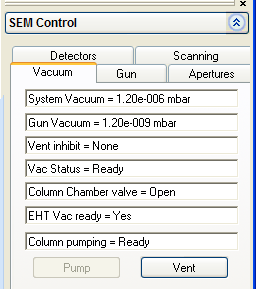 SEM Control
Detectors Scanning
Vacuum Gun Apertures
System Vacuum = 1.20e-006 mbar
Gun Vacuum = 1.20e-009 mbar
Vent inhibit = None
Vac Status = Ready
Column Chamber valve = Open
EHT Vac ready = Yes
Column pumping = Ready
Pump Vent